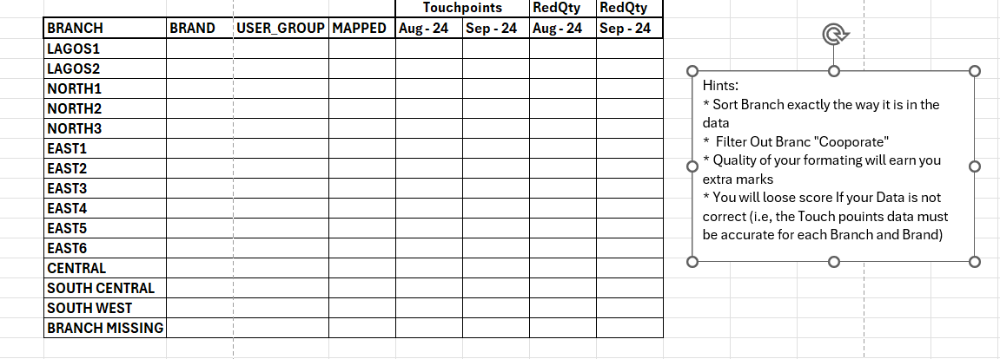 Touchpoints RedQty RedQty
BRANCH BRAND USER_GROUP MAPPED Aug - 24 Sep - 24 Aug - 24 Sep - 24
LAGOS1
LAGOS2
NORTH1
NORTH2
NORTH3
EAST1
EAST2
EAST3
EAST4
EAST5
EAST6
CENTRAL
SOUTH CENTRAL
SOUTH WEST
BRANCH MISSING
Hints:
* Sort Branch exactly the way it is in the
data
* Filter Out Branc "Cooporate"
* Quality of your formating will earn you
extra marks
* You will loose score If your Data is not
correct (i.e, the Touch pouints data must
be accurate for each Branch and Brand)